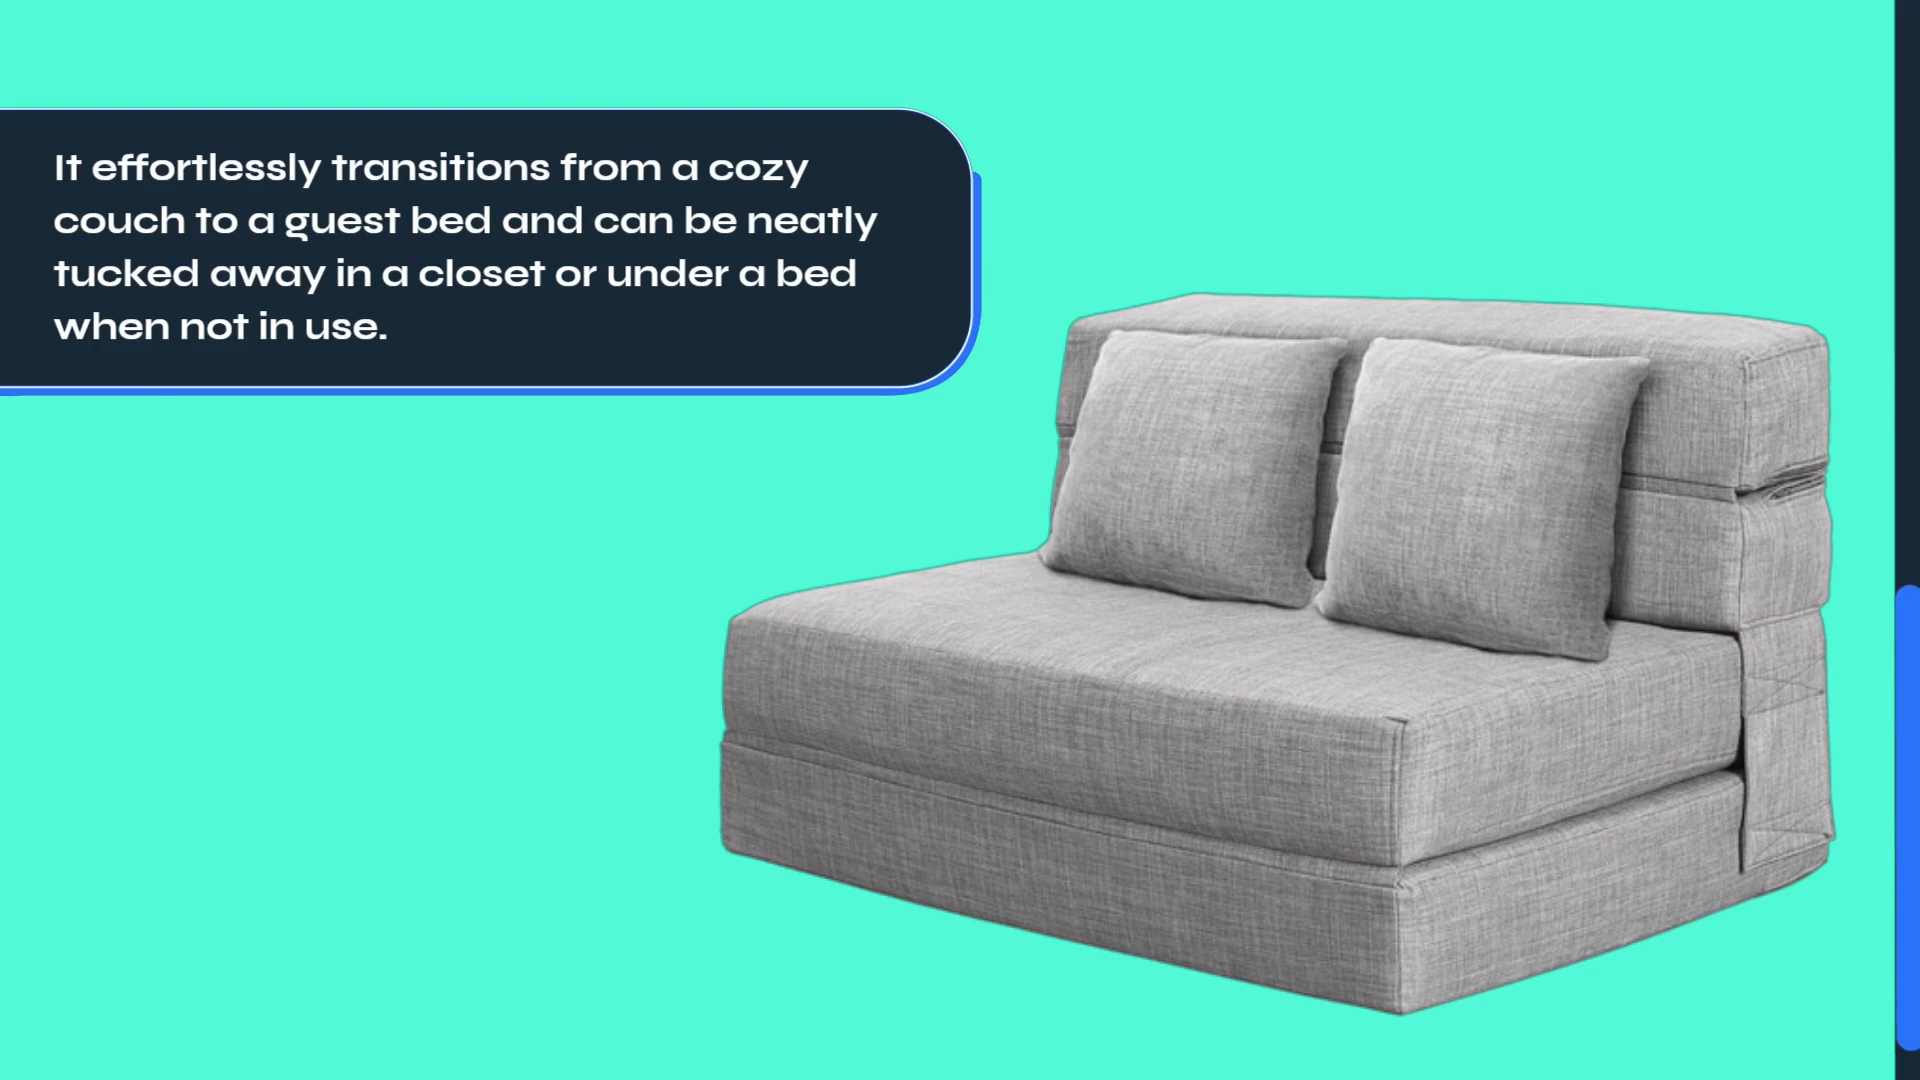 It effortlessly transitions from a cozy
couch to a guest bed and can be neatly
tucked away in a closet or under a bed
when not in use.